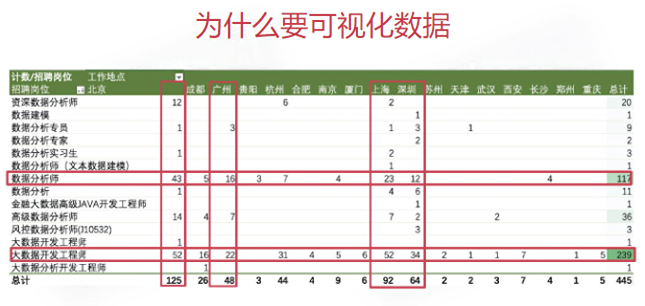 为什么要可视化数据
计数/招聘岗位 工作地点
招聘岗位 北京 成都 广州 贵阳 杭州 合肥 南京 厦门 上海 深圳 苏州 天津 武汉 西安 长沙 郑州 重庆 总计
资深数据分析师 12 6 2 20
数据建模 1 1
数据分析专员 1 3 1 3 1 9
数据分析专家 2 2
数据分析实习生 1 2 3
数据分析师（文本数据建模） 1 1
数据分析师 43 5 16 3 7 4 23 12 4 117
数据分析 1 4 6 11
金融大数据高级JAVA开发工程师 1 1
高级数据分析师 14 4 7 7 2 2 36
风控数据分析师(J10532) 3 3
大数据开发工程师 1 1
大数据开发工程师 52 16 22 31 4 5 6 52 34 2 1 1 7 1 5 239
大数据分析开发工程师 1 1
总计 125 26 48 3 44 4 9 6 92 64 2 2 3 7 4 1 5 445